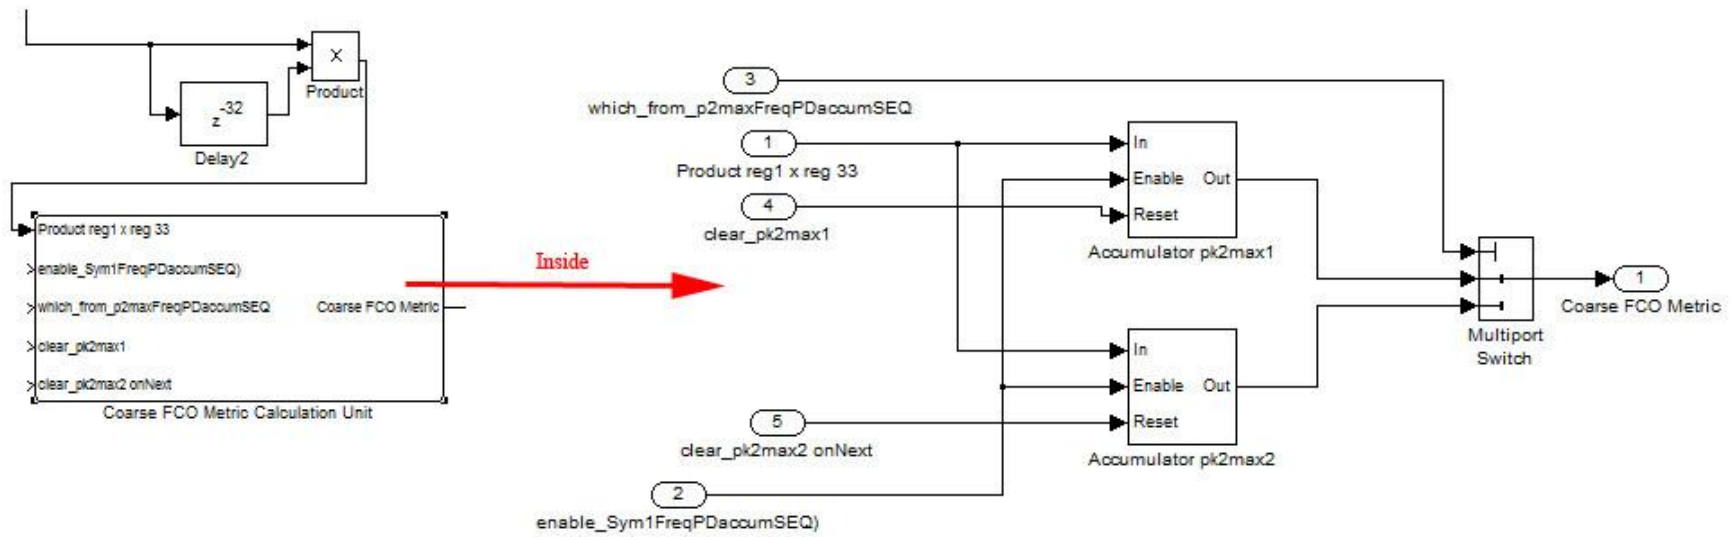 X
Product
z-32
Delay2
Product reg1 x reg 33
enable_Sym1FreqPDaccumSEQ)
which_from_p2maxFreqPDaccumSEQ
Coarse FCO Metric
clear_pk2max1
clear_pk2max2 onNext
Coarse FCO Metric Calculation Unit
Inside
3
which_from_p2maxFreqPDaccumSEQ
1
Product reg1 x reg 33
4
clear_pk2max1
In
Enable
Out
Reset
Accumulator pk2max1
In
Enable
Out
Reset
Accumulator pk2max2
5
clear_pk2max2 onNext
2
enable_Sym1FreqPDaccumSEQ)
Multiport
Switch
1
Coarse FCO Metric